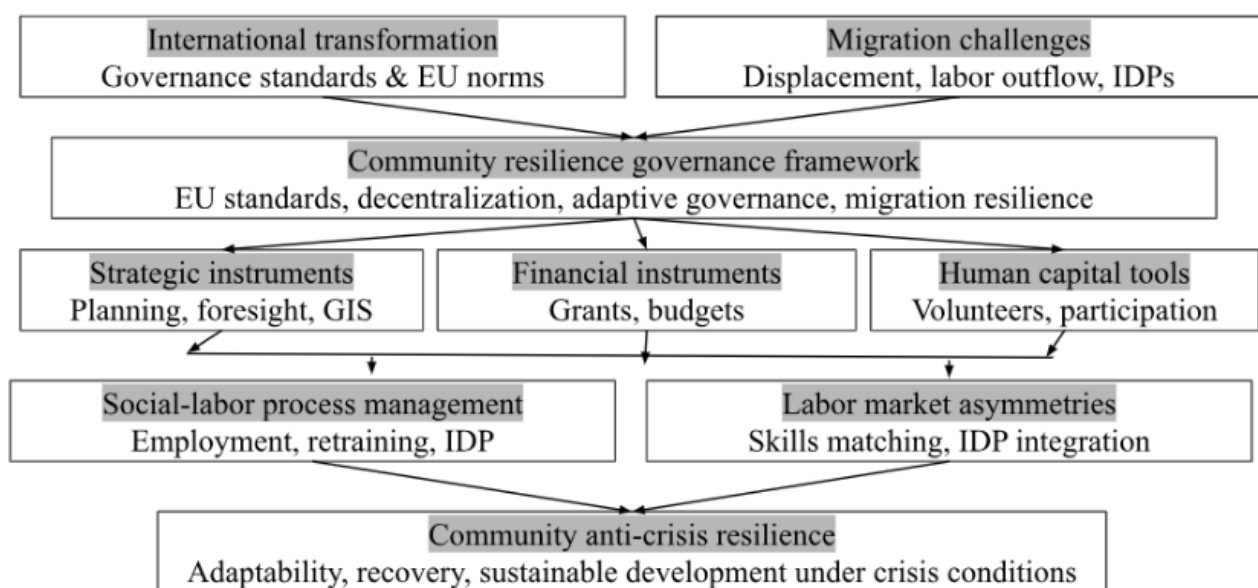 International transformation
Governance standards & EU norms
Migration challenges
Displacement, labor outflow, IDPs
Community resilience governance framework
EU standards, decentralization, adaptive governance, migration resilience
Strategic instruments
Planning, foresight, GIS
Financial instruments
Grants, budgets
Human capital tools
Volunteers, participation
Social-labor process management
Employment, retraining, IDP
Labor market asymmetries
Skills matching, IDP integration
Community anti-crisis resilience
Adaptability, recovery, sustainable development under crisis conditions